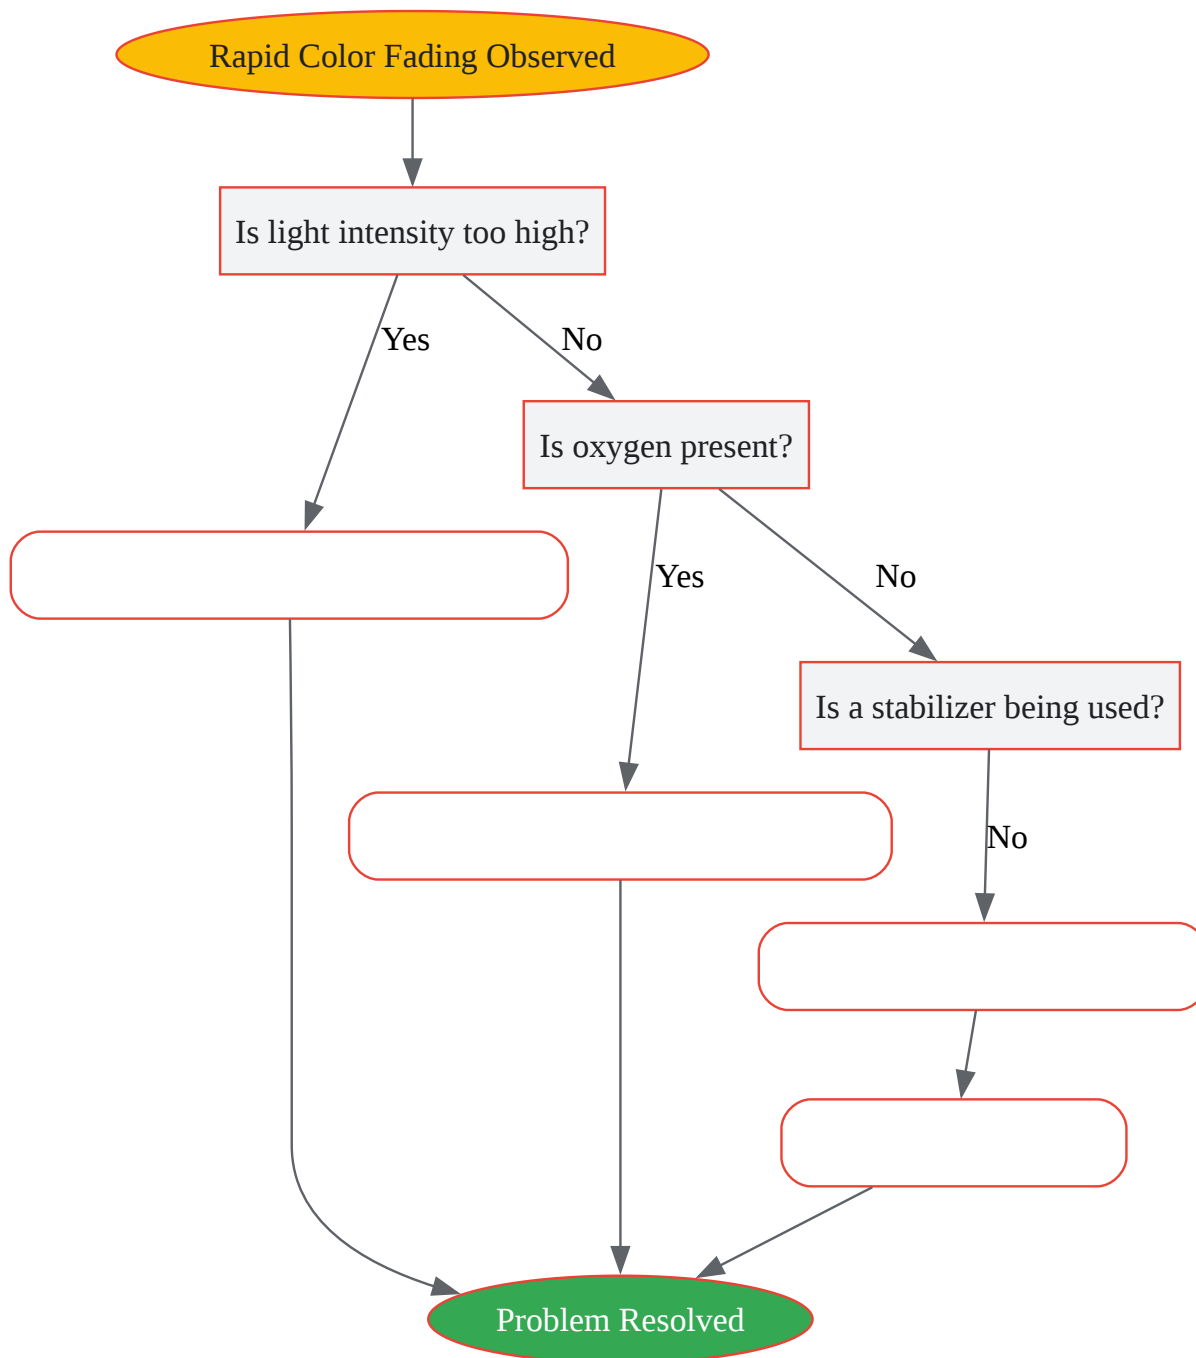 Rapid Color Fading Observed
Is light intensity too high?
Yes
No
Is oxygen present?
Yes
No
Is a stabilizer being used?
No
Problem Resolved